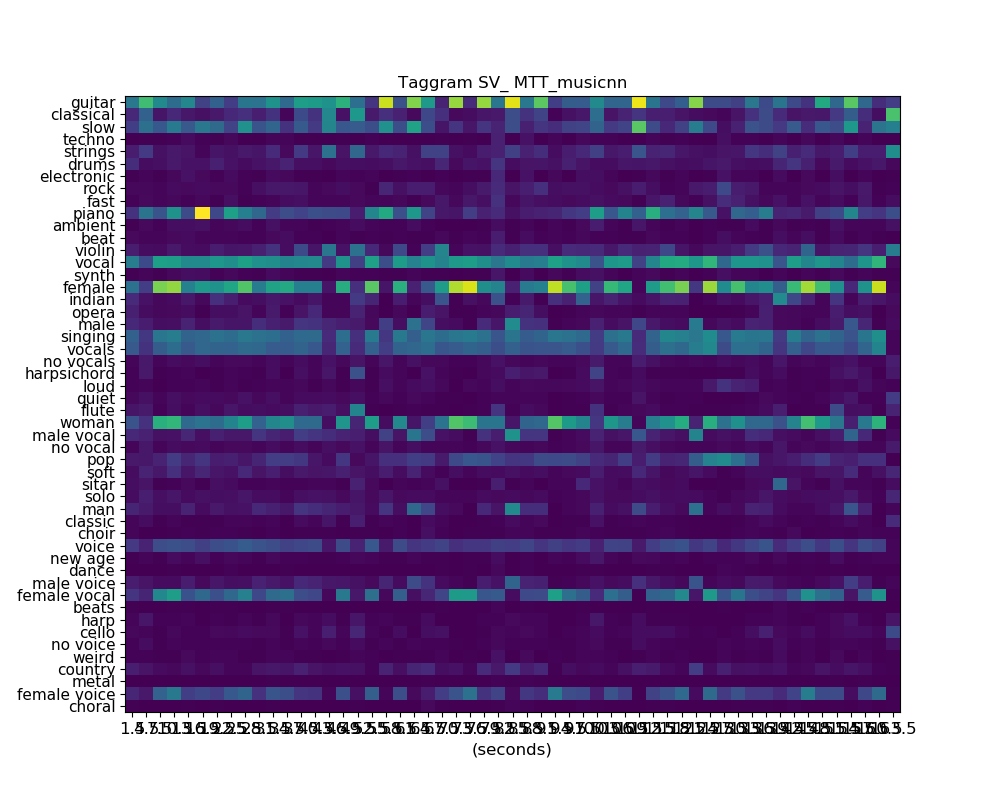 Taggram SV_ MTT_musicnn
guitar
classical
slow
techno
strings
drums
electronic
rock
fast
piano
ambient
beat
violin
vocal
synth
female
indian
opera
male
singing
vocals
no vocals
harpsichord
loud
quiet
flute
woman
male vocal
no vocal
pop
soft
sitar
solo
man
classic
choir
voice
new age
dance
male voice
female vocal
beats
harp
cello
no voice
weird
country
metal
female voice
choral
(seconds)